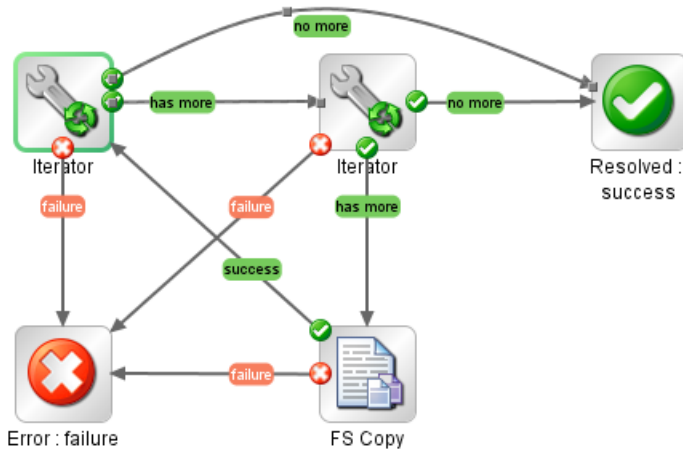 no more
has more
no more
Iterator
Iterator
Resolved :
success
failure
failure
has more
success
failure
Error : failure
FS Copy